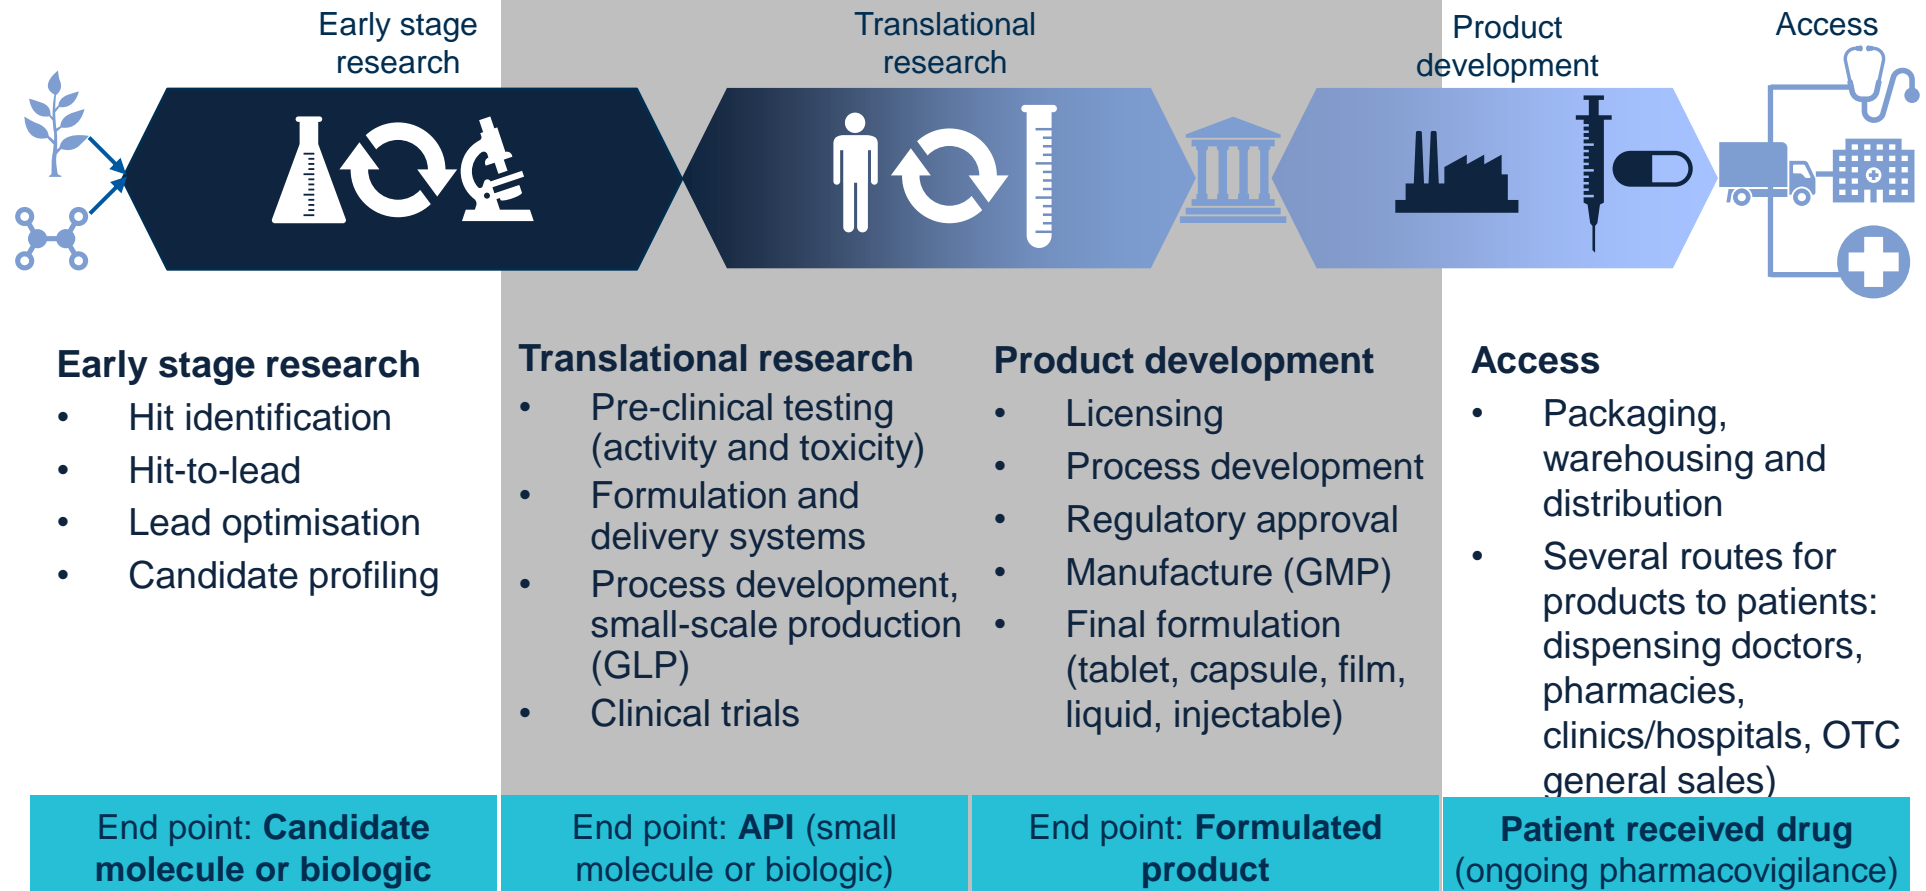 Early stage
research
Translational
research
Product
development
Access
Early stage research
• Hit identification
• Hit-to-lead
• Lead optimisation
• Candidate profiling
Translational research
• Pre-clinical testing
(activity and toxicity)
• Formulation and
delivery systems
• Process development,
small-scale production
(GLP)
• Clinical trials
Product development
• Licensing
• Process development
• Regulatory approval
• Manufacture (GMP)
• Final formulation
(tablet, capsule, film,
liquid, injectable)
Access
• Packaging,
warehousing and
distribution
• Several routes for
products to patients:
dispensing doctors,
pharmacies,
clinics/hospitals, OTC
general sales)
End point: Candidate
molecule or biologic
End point: API (small
molecule or biologic)
End point: Formulated
product
Patient received drug
(ongoing pharmacovigilance)